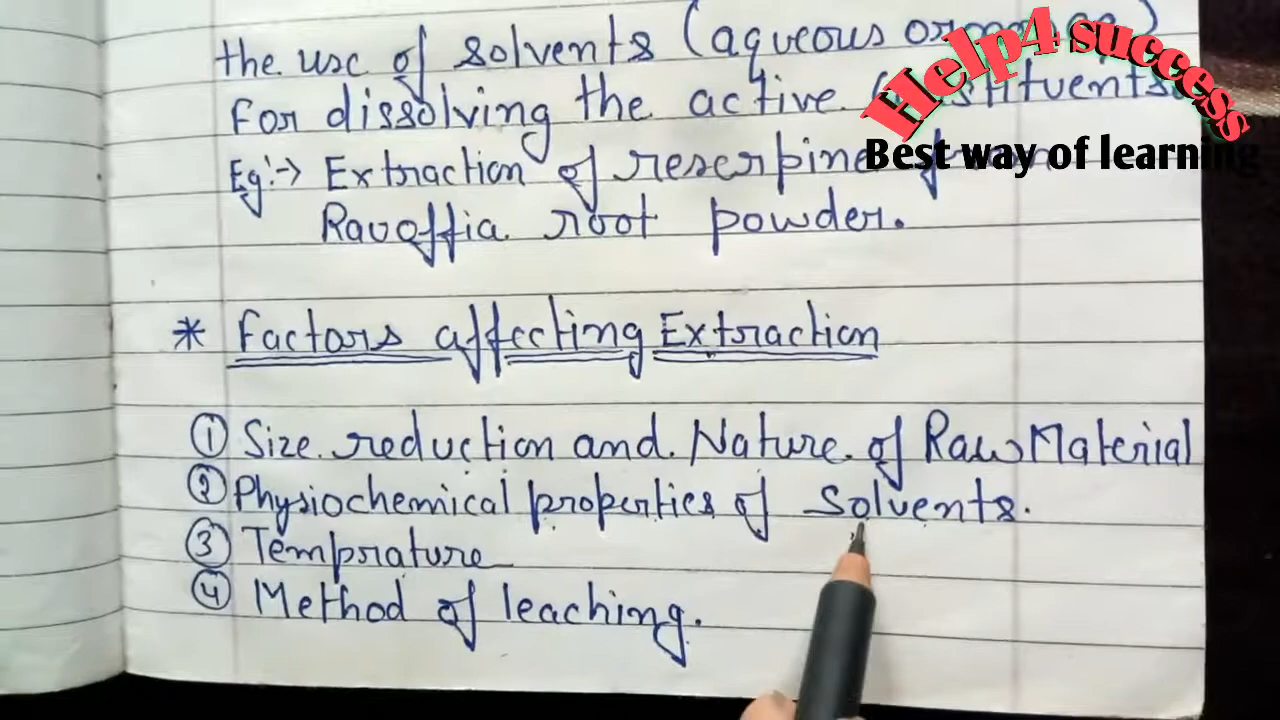 the use of solvents (aqueous
for dissolving the active
Eg:-> Extraction of reserpine
Rauoffia root powder.
* Factors affecting Extraction
① Size reduction and Nature of Raw Material
② Physiochemical properties of Solvents.
③ Temprature
④ Method of leaching.
Help4 success
Best way of learning